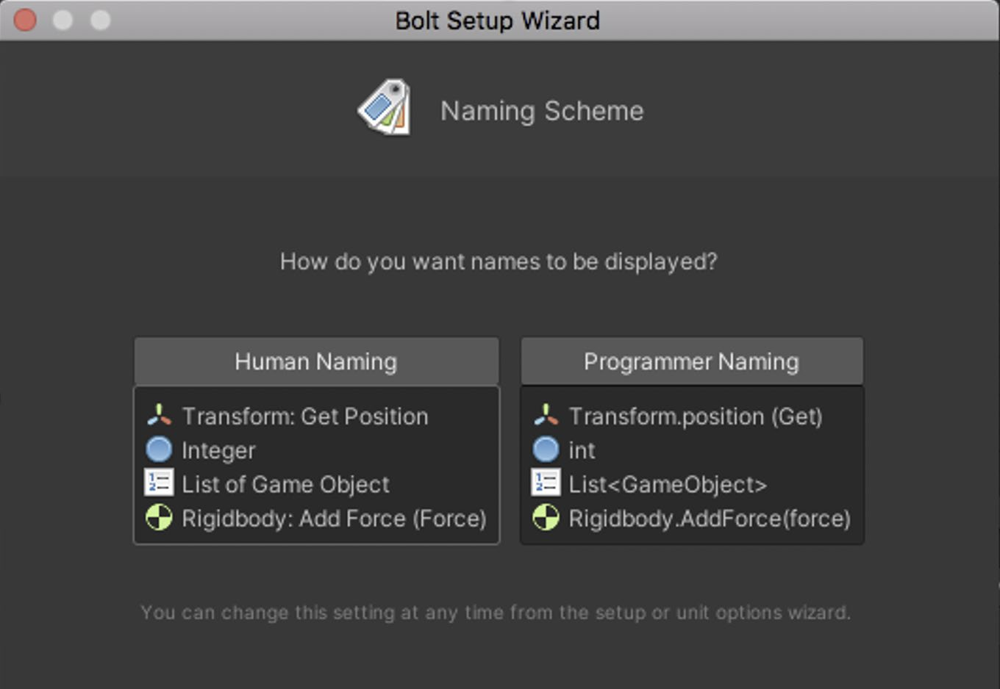 Bolt Setup Wizard
Naming Scheme
How do you want names to be displayed?
Human Naming
Transform: Get Position
Integer
List of Game Object
Rigidbody: Add Force (Force)
Programmer Naming
Transform.position (Get)
int
List<GameObject>
Rigidbody.AddForce(force)
You can change this setting at any time from the setup or unit options wizard.